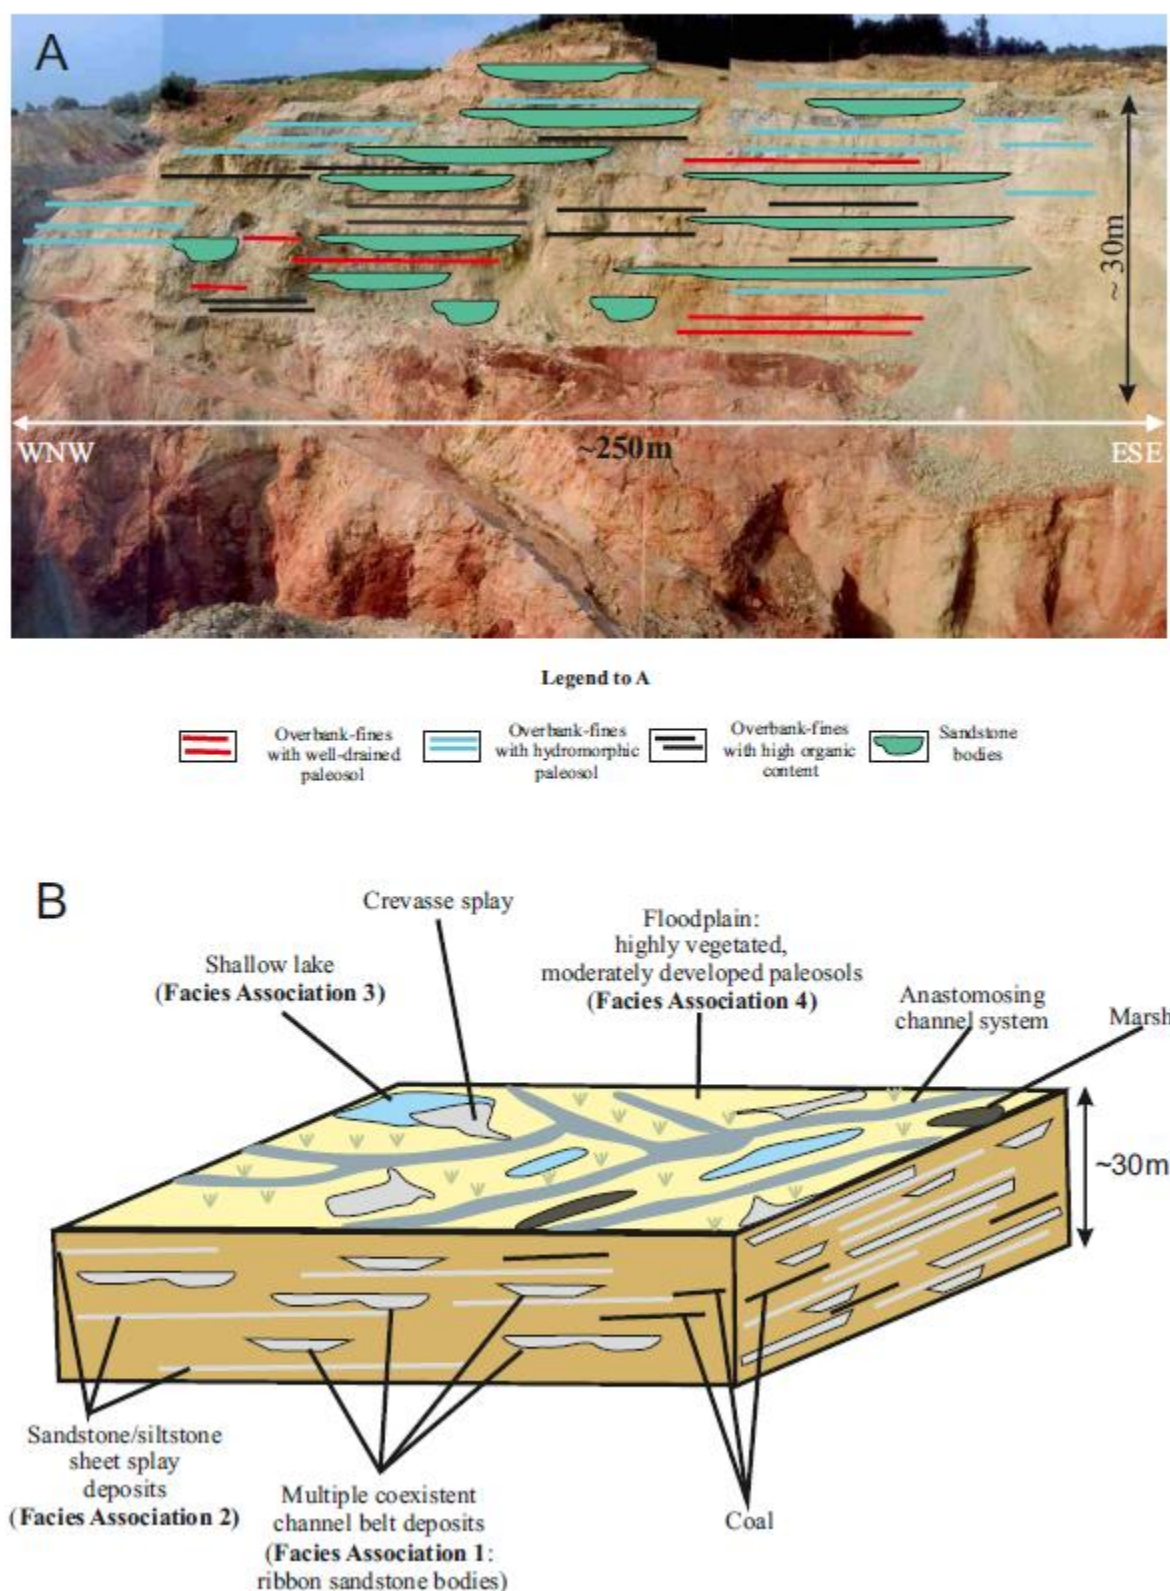 A
~30m
WNW
~250m
ESE
Legend to A
Overbank-fines
with well-drained
paleosol
Overbank-fines
with hydromorphic
paleosol
Overbank-fines
with high organic
content
Sandstone
bodies
B
Crevasse splay
Floodplain:
highly vegetated,
moderately developed paleosols
(Facies Association 4)
Shallow lake
(Facies Association 3)
Anastomosing
channel system
Marsh
~30m
Sandstone/siltstone
sheet splay
deposits
(Facies Association 2)
Multiple coexistent
channel belt deposits
(Facies Association 1:
ribbon sandstone bodies)
Coal